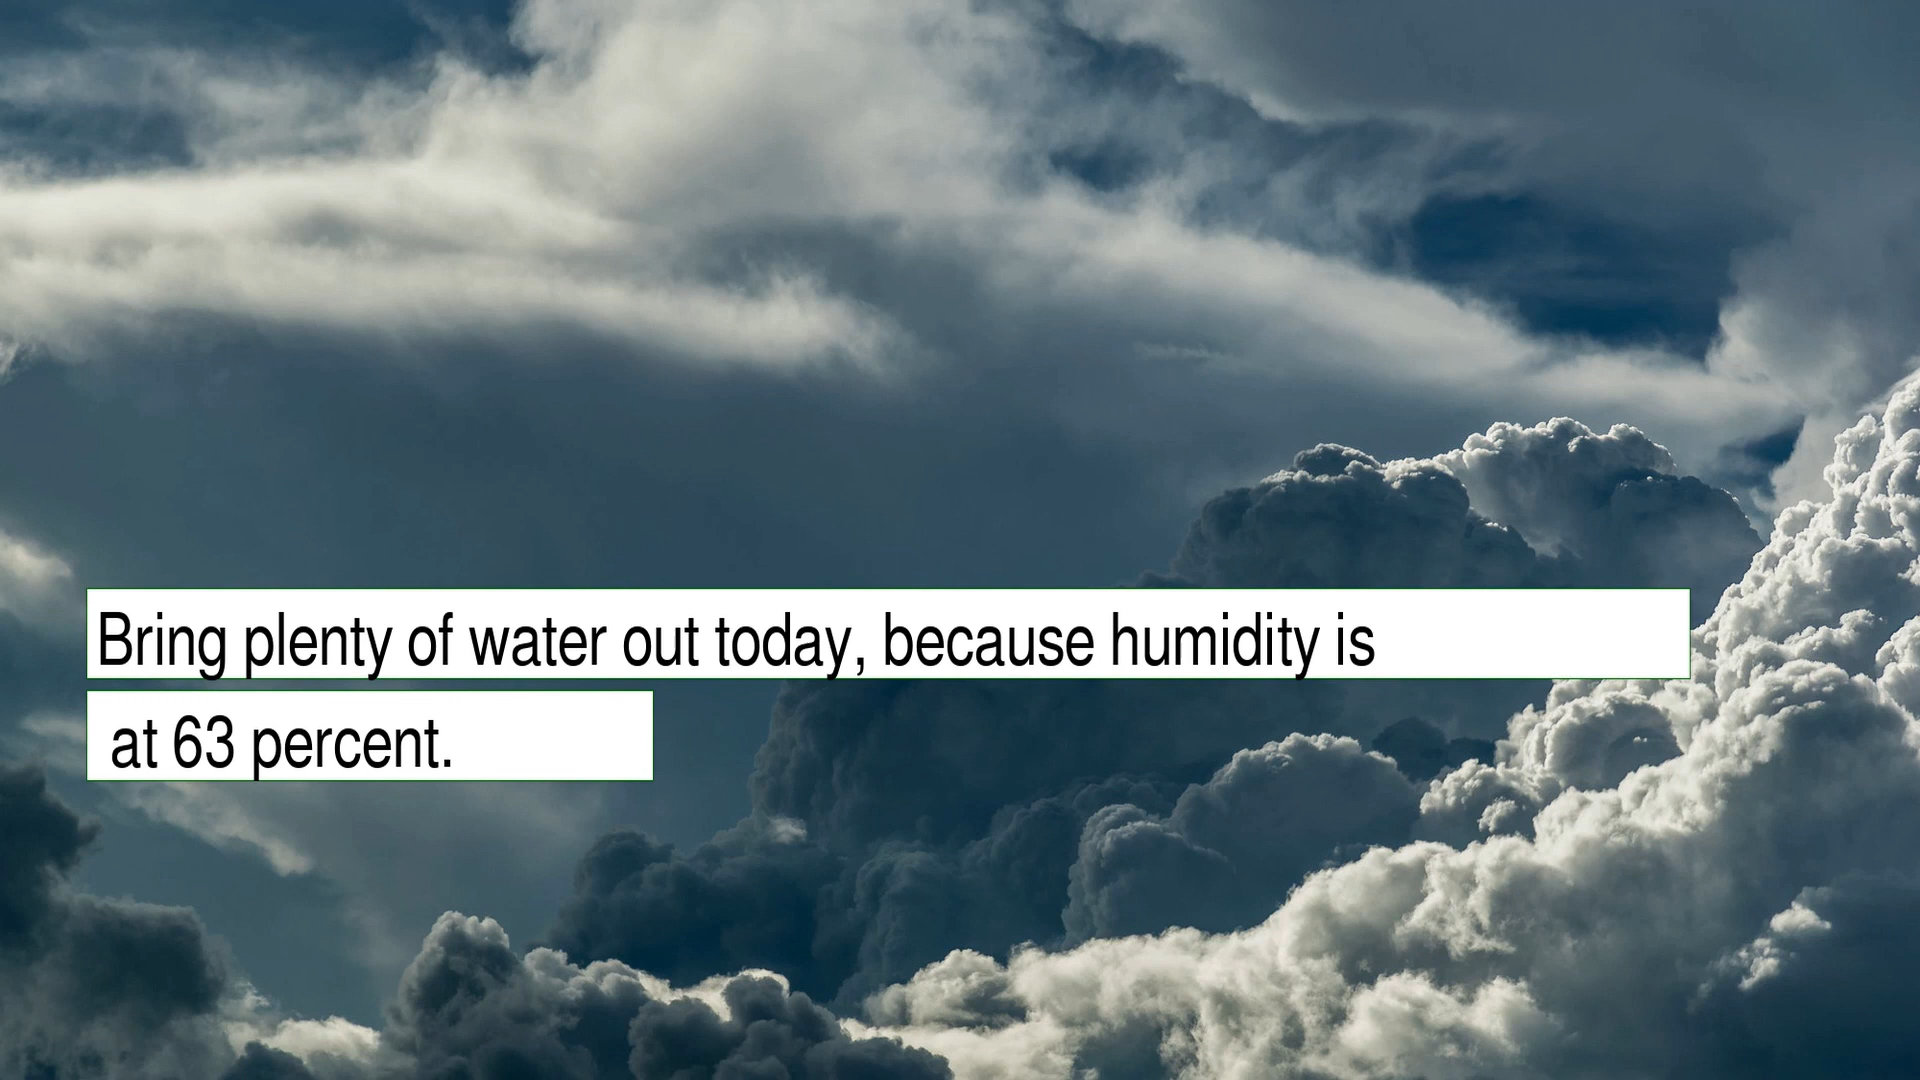 Bring plenty of water out today, because humidity is
at 63 percent.